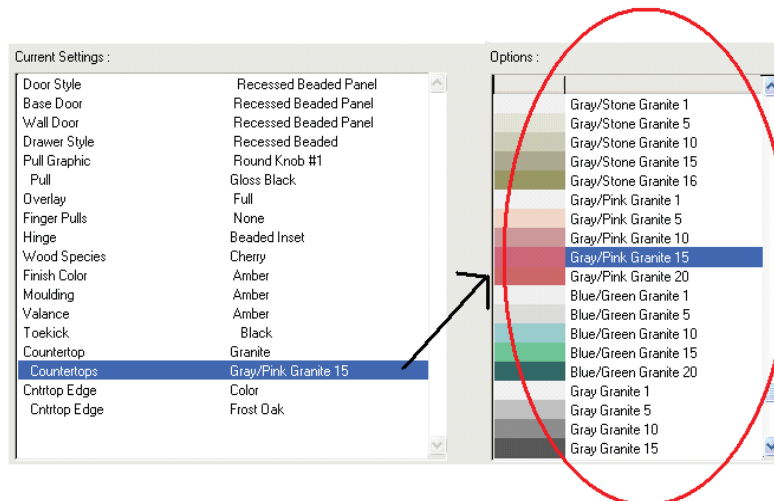 Current Settings :
Door Style Recessed Beaded Panel
Base Door Recessed Beaded Panel
Wall Door Recessed Beaded Panel
Drawer Style Recessed Beaded
Pull Graphic Round Knob #1
Pull Gloss Black
Overlay Full
Finger Pulls None
Hinge Beaded Inset
Wood Species Cherry
Finish Color Amber
Moulding Amber
Valance Amber
Toekick Black
Countertop Granite
Countertops Gray/Pink Granite 15
Cntrtop Edge Color
Cntrtop Edge Frost Oak
Options :
Gray/Stone Granite 1
Gray/Stone Granite 5
Gray/Stone Granite 10
Gray/Stone Granite 15
Gray/Stone Granite 16
Gray/Pink Granite 1
Gray/Pink Granite 5
Gray/Pink Granite 10
Gray/Pink Granite 15
Gray/Pink Granite 20
Blue/Green Granite 1
Blue/Green Granite 5
Blue/Green Granite 10
Blue/Green Granite 15
Blue/Green Granite 20
Gray Granite 1
Gray Granite 5
Gray Granite 10
Gray Granite 15